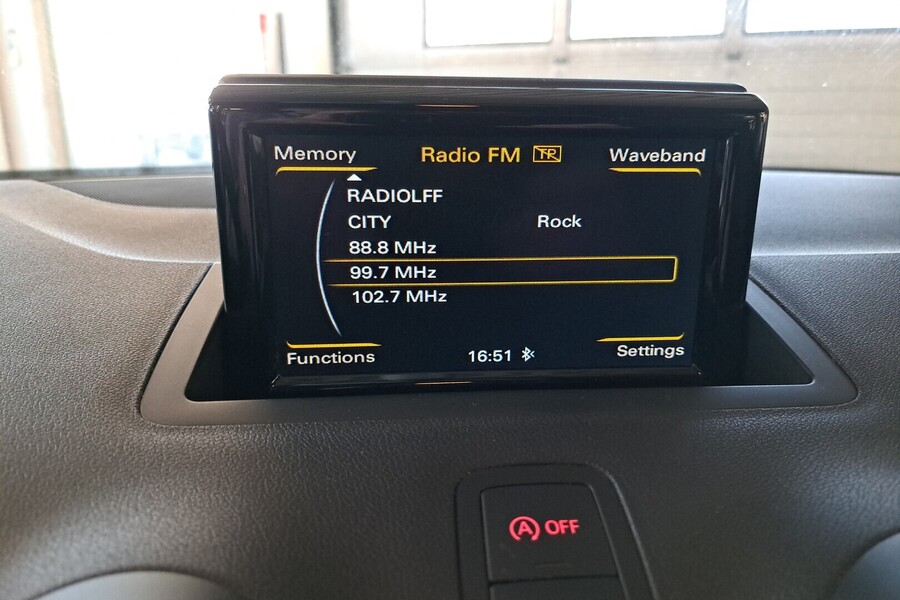 Memory Radio FM TP Waveband
RADIOLFF
CITY Rock
88.8 MHz
99.7 MHz
102.7 MHz
Functions 16:51 Settings
A OFF